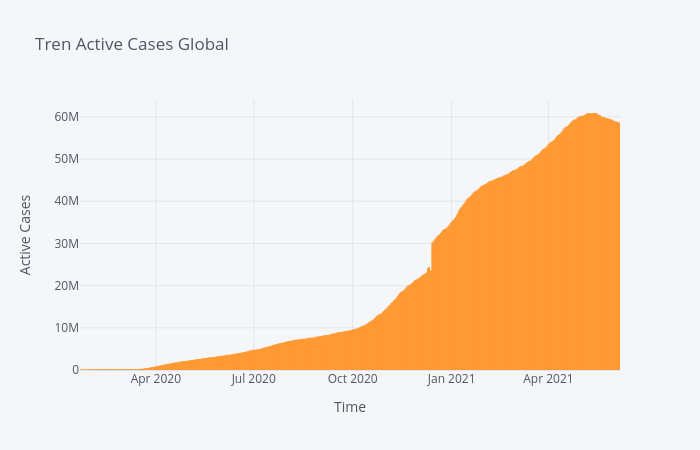 Tren Active Cases Global
60M
50M
40M
30M
20M
10M
0
Active Cases
Apr 2020
Jul 2020
Oct 2020
Jan 2021
Apr 2021
Time